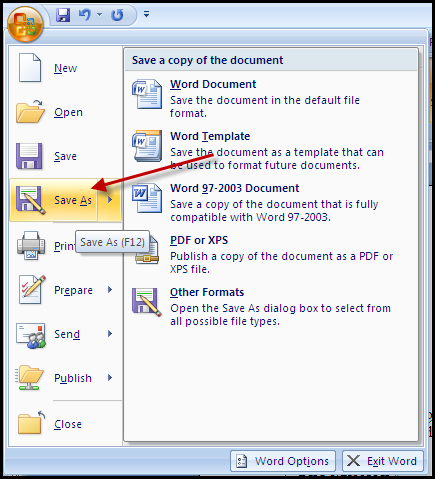 New
Open
Save
Save As
Print
Save As (F12)
Prepare
Send
Publish
Close
Save a copy of the document
Word Document
Save the document in the default file
format.
Word Template
Save the document as a template that can
be used to format future documents.
Word 97-2003 Document
Save a copy of the document that is fully
compatible with Word 97-2003.
PDF or XPS
Publish a copy of the document as a PDF or
XPS file.
Other Formats
Open the Save As dialog box to select from
all possible file types.
Word Options
Exit Word